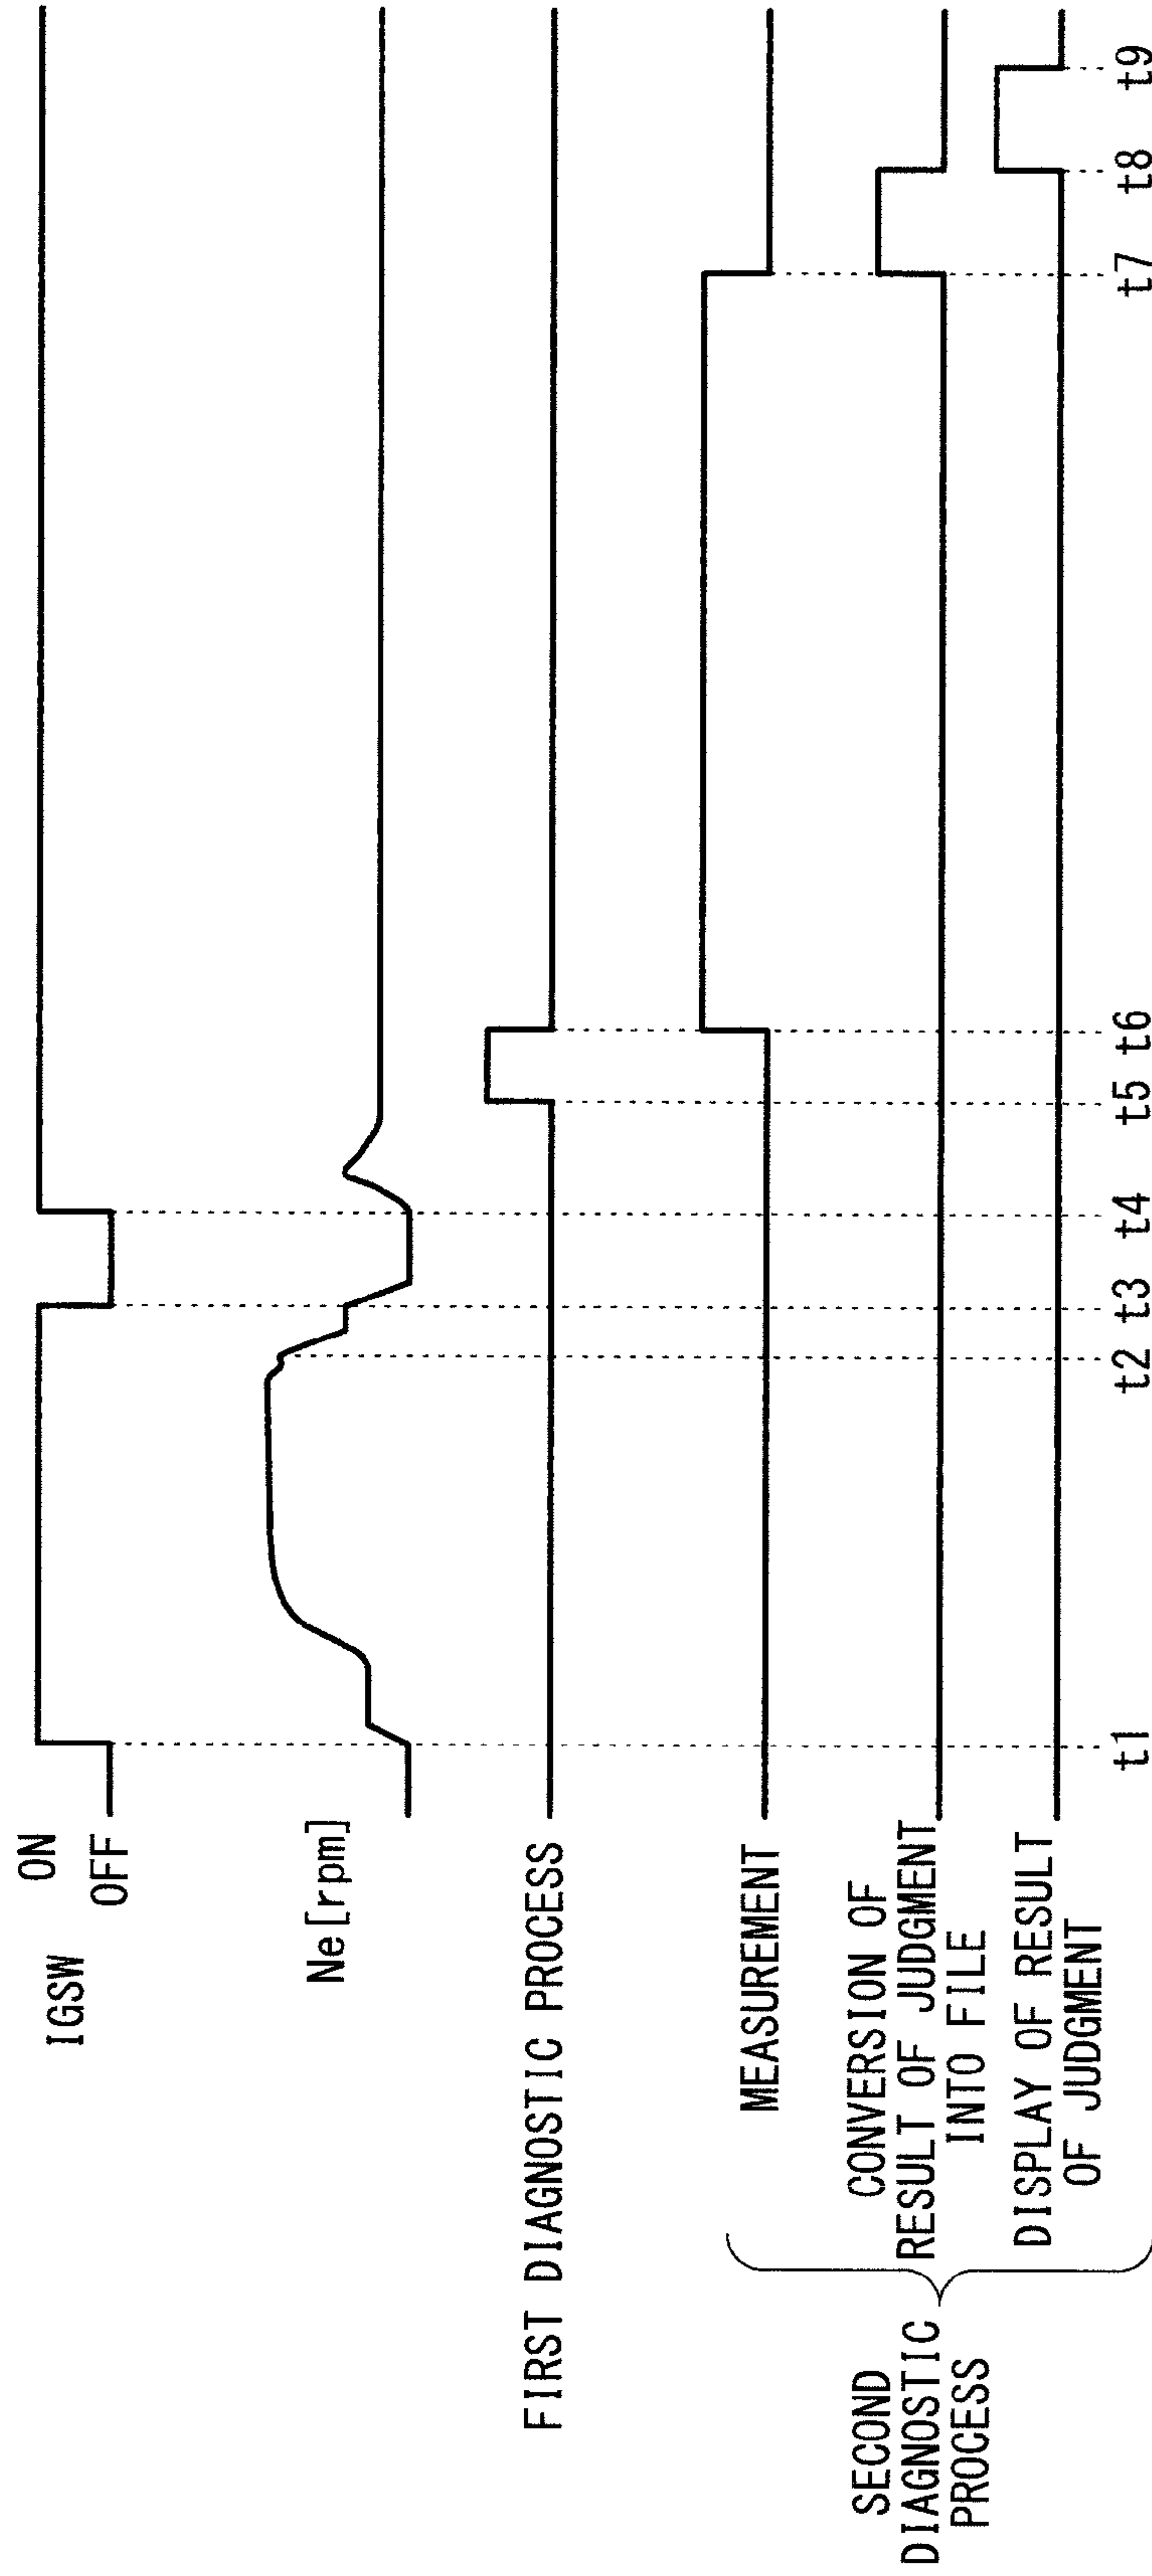 IGSW
ON
OFF
Ne[rpm]
FIRST DIAGNOSTIC PROCESS
SECOND
DIAGNOSTIC
PROCESS
MEASUREMENT
CONVERSION OF
RESULT OF JUDGMENT
INTO FILE
DISPLAY OF RESULT
OF JUDGMENT
t1 t2 t3 t4 t5 t6 t7 t8 t9